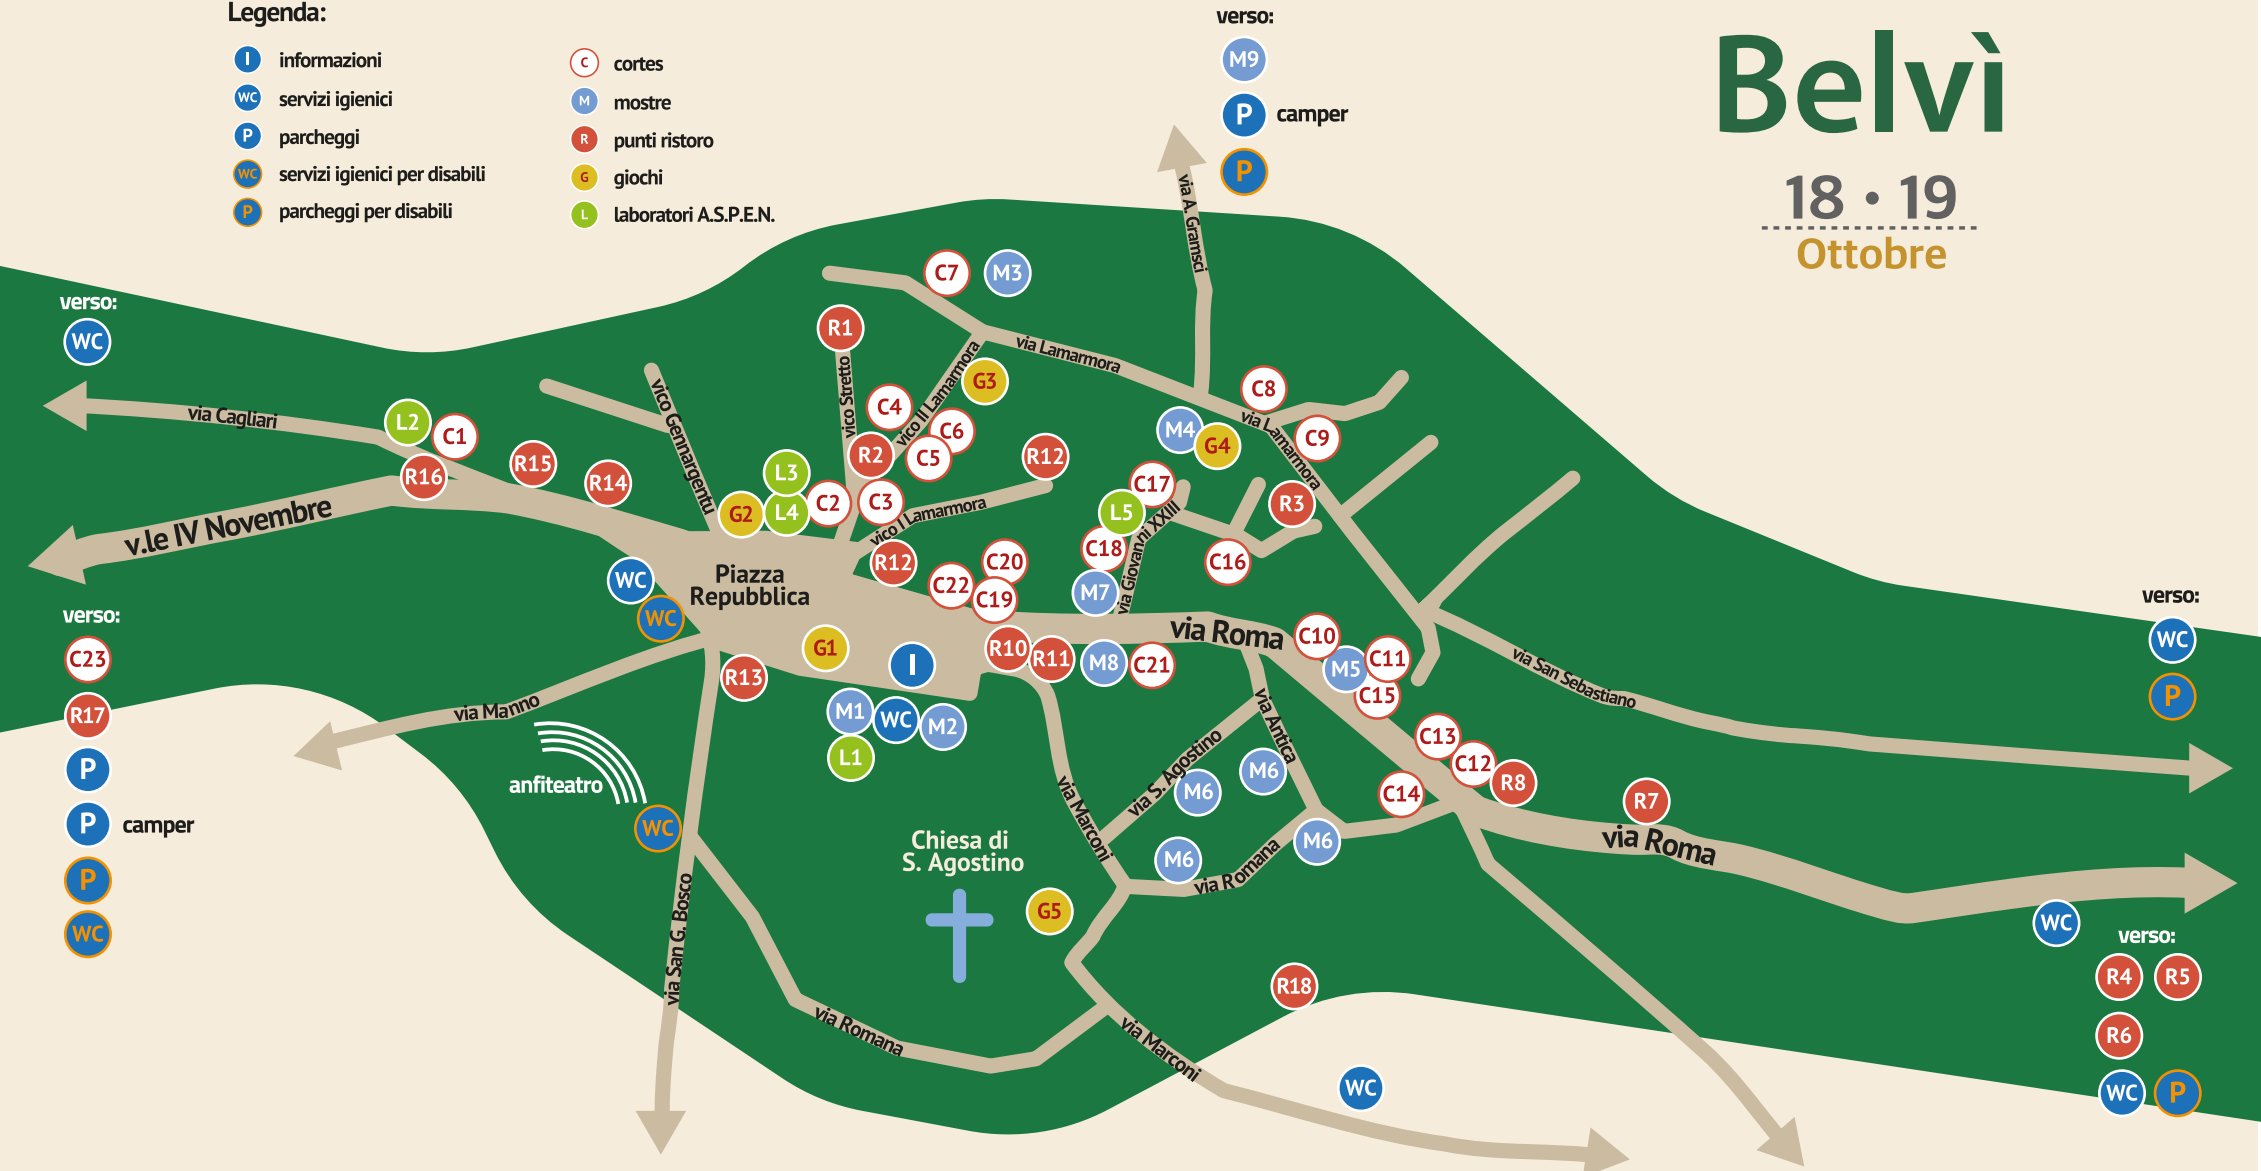 Legenda:
I informazioni
WC servizi igienici
P parcheggi
WC servizi igienici per disabili
P parcheggi per disabili
C cortes
M mostre
R punti ristoro
G giochi
L laboratori A.S.P.E.N.
verso:
M9
P camper
P
Belvì
18 • 19
Ottobre
via A. Gramsci
C7 M3
verso:
WC
R1
via Lamarmora
vico Stretto
vico II Lamarmora
G3
vico Gennargentu
C8
via Cagliari
L2 C1
C4
C6
M4 G4
via Lamarmora
C9
R16 R15 R14
R2 C5 R12
L3
C17
G2 L4 C2 C3
vico I Lamarmora
L5
R3
v.le IV Novembre
via Giovanni XXIII
C18
C16
R12
C20
C22 C19
M7
WC
WC
Piazza
Repubblica
verso:
C23
R17
P
P camper
P
WC
via Roma
G1 I
R10 R11 M8 C21
C10
M5 C11
C15
R13
verso:
WC
P
via San Sebastiano
via Manno
M1 WC M2
L1
via Antica
C13
C12 R8
anfiteatro
via S. Agostino
M6
M6
via Marconi
C14
R7
WC
via Roma
Chiesa di
S. Agostino
M6
via Romana
M6
G5
via San G. Bosco
WC
verso:
R4 R5
R6
WC P
R18
via Romana
via Marconi
WC